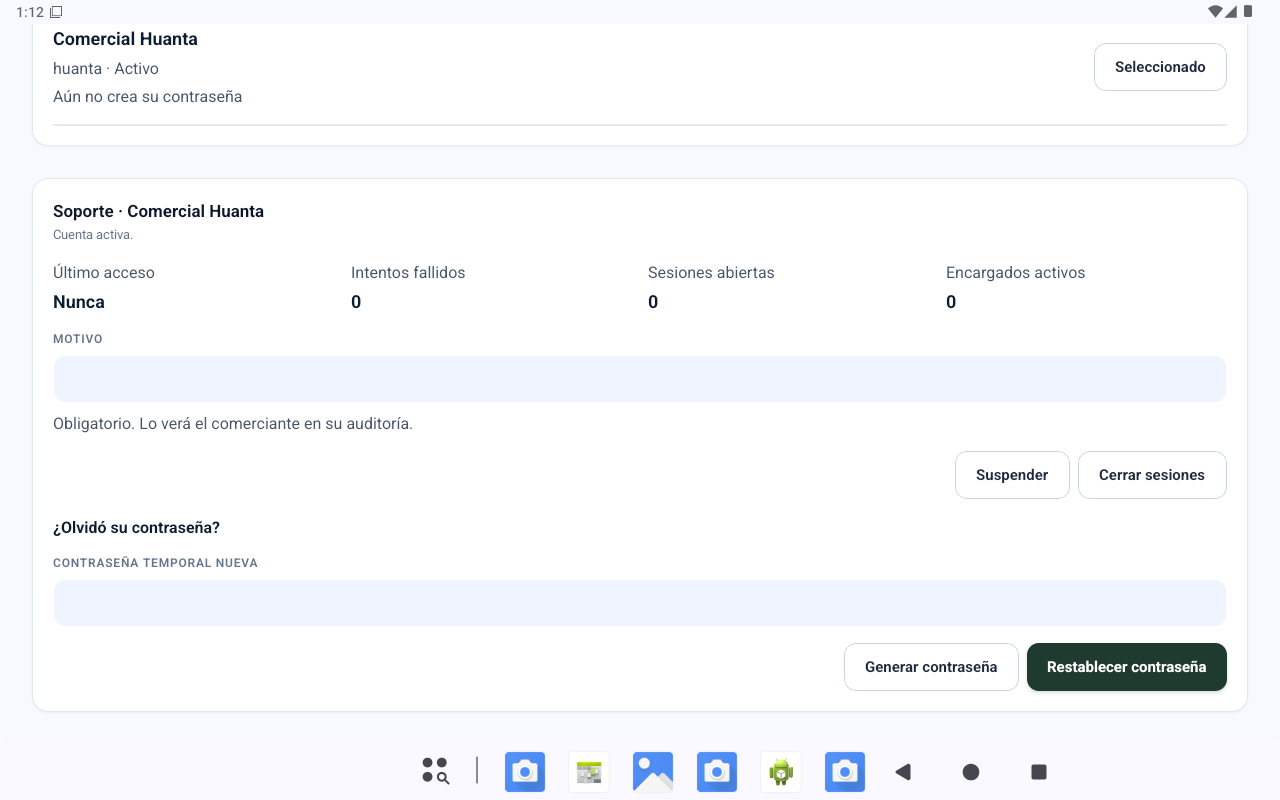 1:12
Comercial Huanta
huanta · Activo
Aún no crea su contraseña
Seleccionado
Soporte · Comercial Huanta
Cuenta activa.
Último acceso
Nunca
Intentos fallidos
0
Sesiones abiertas
0
Encargados activos
0
MOTIVO
Obligatorio. Lo verá el comerciante en su auditoría.
Suspender
Cerrar sesiones
¿Olvidó su contraseña?
CONTRASEÑA TEMPORAL NUEVA
Generar contraseña
Restablecer contraseña